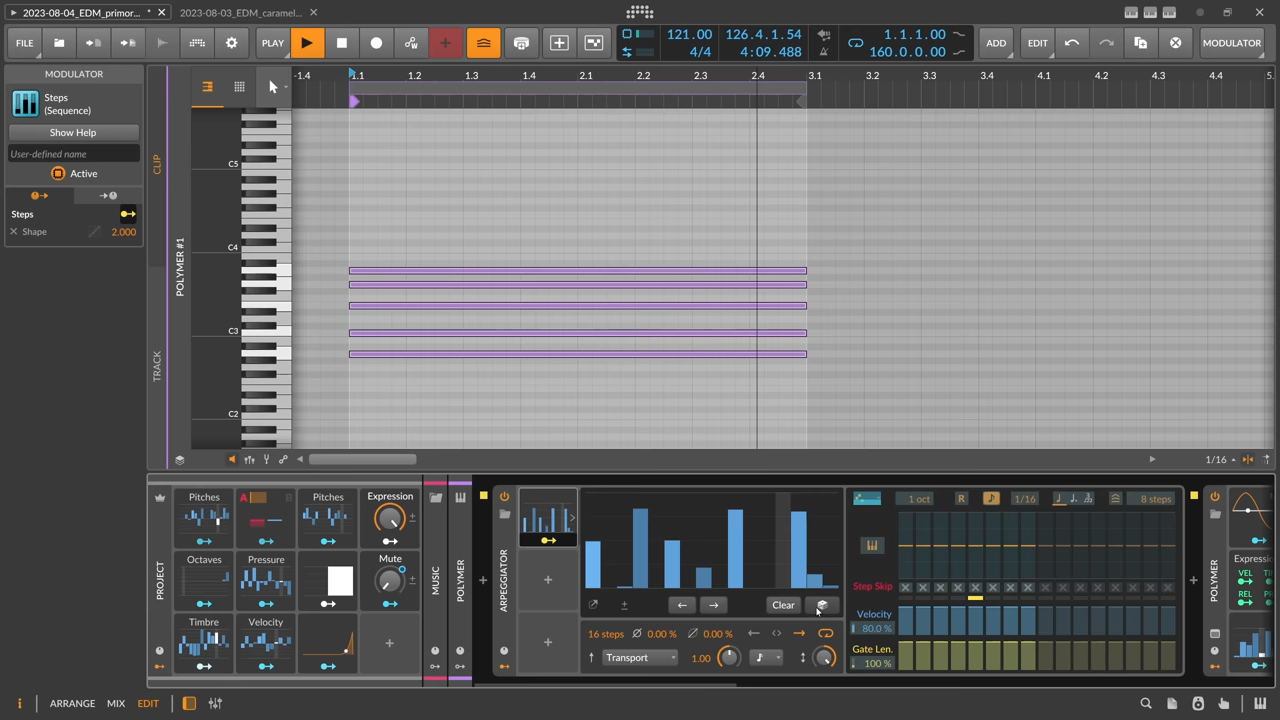 2023-08-04_EDM_primor... *
2023-08-03_EDM_caramel...
FILE
PLAY
121.00
4/4
126.4.1.54
4:09.488
1.1.1.00
160.0.0.00
ADD
EDIT
MODULATOR
MODULATOR
Steps
(Sequence)
Show Help
User-defined name
Active
Steps
Shape 2.000
CLIP
TRACK
POLYMER #1
-1.4 1.1 1.2 1.3 1.4 2.1 2.2 2.3 2.4 3.1 3.2 3.3 3.4 4.1 4.2 4.3 4.4 5.
C5
C4
C3
C2
1/16
PROJECT
Pitches
A B
Pitches
Expression
Octaves
Pressure
Mute
Timbre
Velocity
MUSIC
POLYMER
ARPEGGIATOR
Clear
16 steps 0.00 % 0.00 %
Transport 1.00
1 oct R 1/16 8 steps
Step Skip
Velocity
80.0 %
Gate Len.
100 %
POLYMER
Expressio
VEL
REL
ARRANGE MIX EDIT